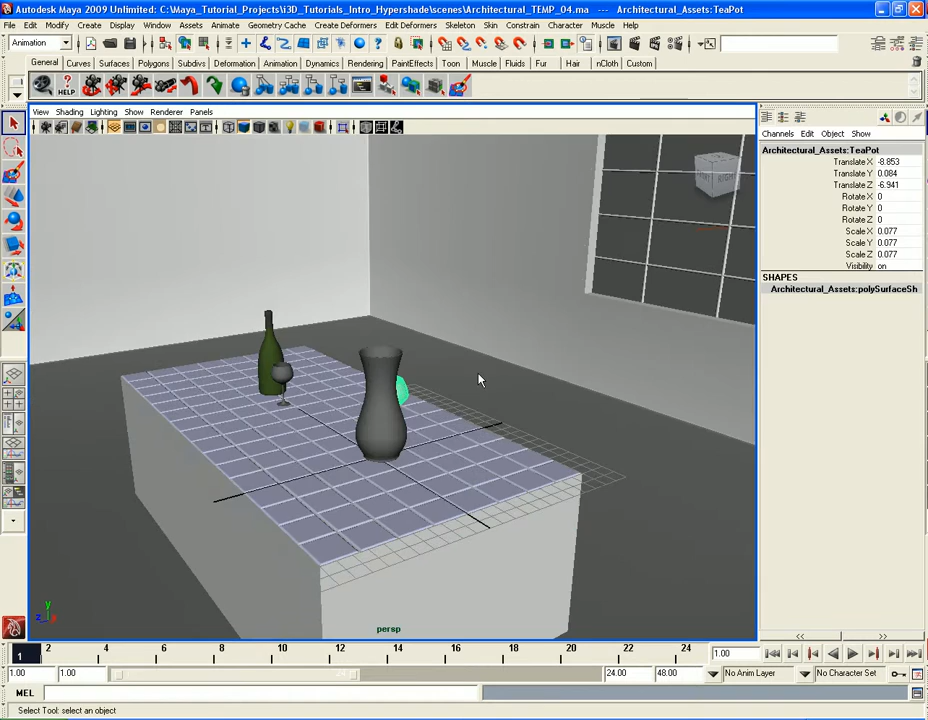 Autodesk Maya 2009 Unlimited: C:\Maya_Tutorial_Projects\i3D_Tutorials_Intro_Hypershade\scenes\Architectural_TEMP_04.ma - Architectural_Assets:TeaPot
File Edit Modify Create Display Window Assets Animate Geometry Cache Create Deformers Edit Deformers Skeleton Skin Constrain Character Muscle Help
Animation
General Curves Surfaces Polygons Subdivs Deformation Animation Dynamics Rendering PaintEffects Toon Muscle Fluids Fur Hair nCloth Custom
HELP
View Shading Lighting Show Renderer Panels
Channels Edit Object Show
Architectural_Assets:TeaPot
Translate X -8.853
Translate Y 0.084
Translate Z -6.941
Rotate X 0
Rotate Y 0
Rotate Z 0
Scale X 0.077
Scale Y 0.077
Scale Z 0.077
Visibility on
SHAPES
Architectural_Assets:polySurfaceSh
RIGHT
y
z
persp
1 2 4 6 8 10 12 14 16 18 20 22 24 1.00
1.00 1.00 24.00 48.00 No Anim Layer No Character Set
MEL
Select Tool: select an object